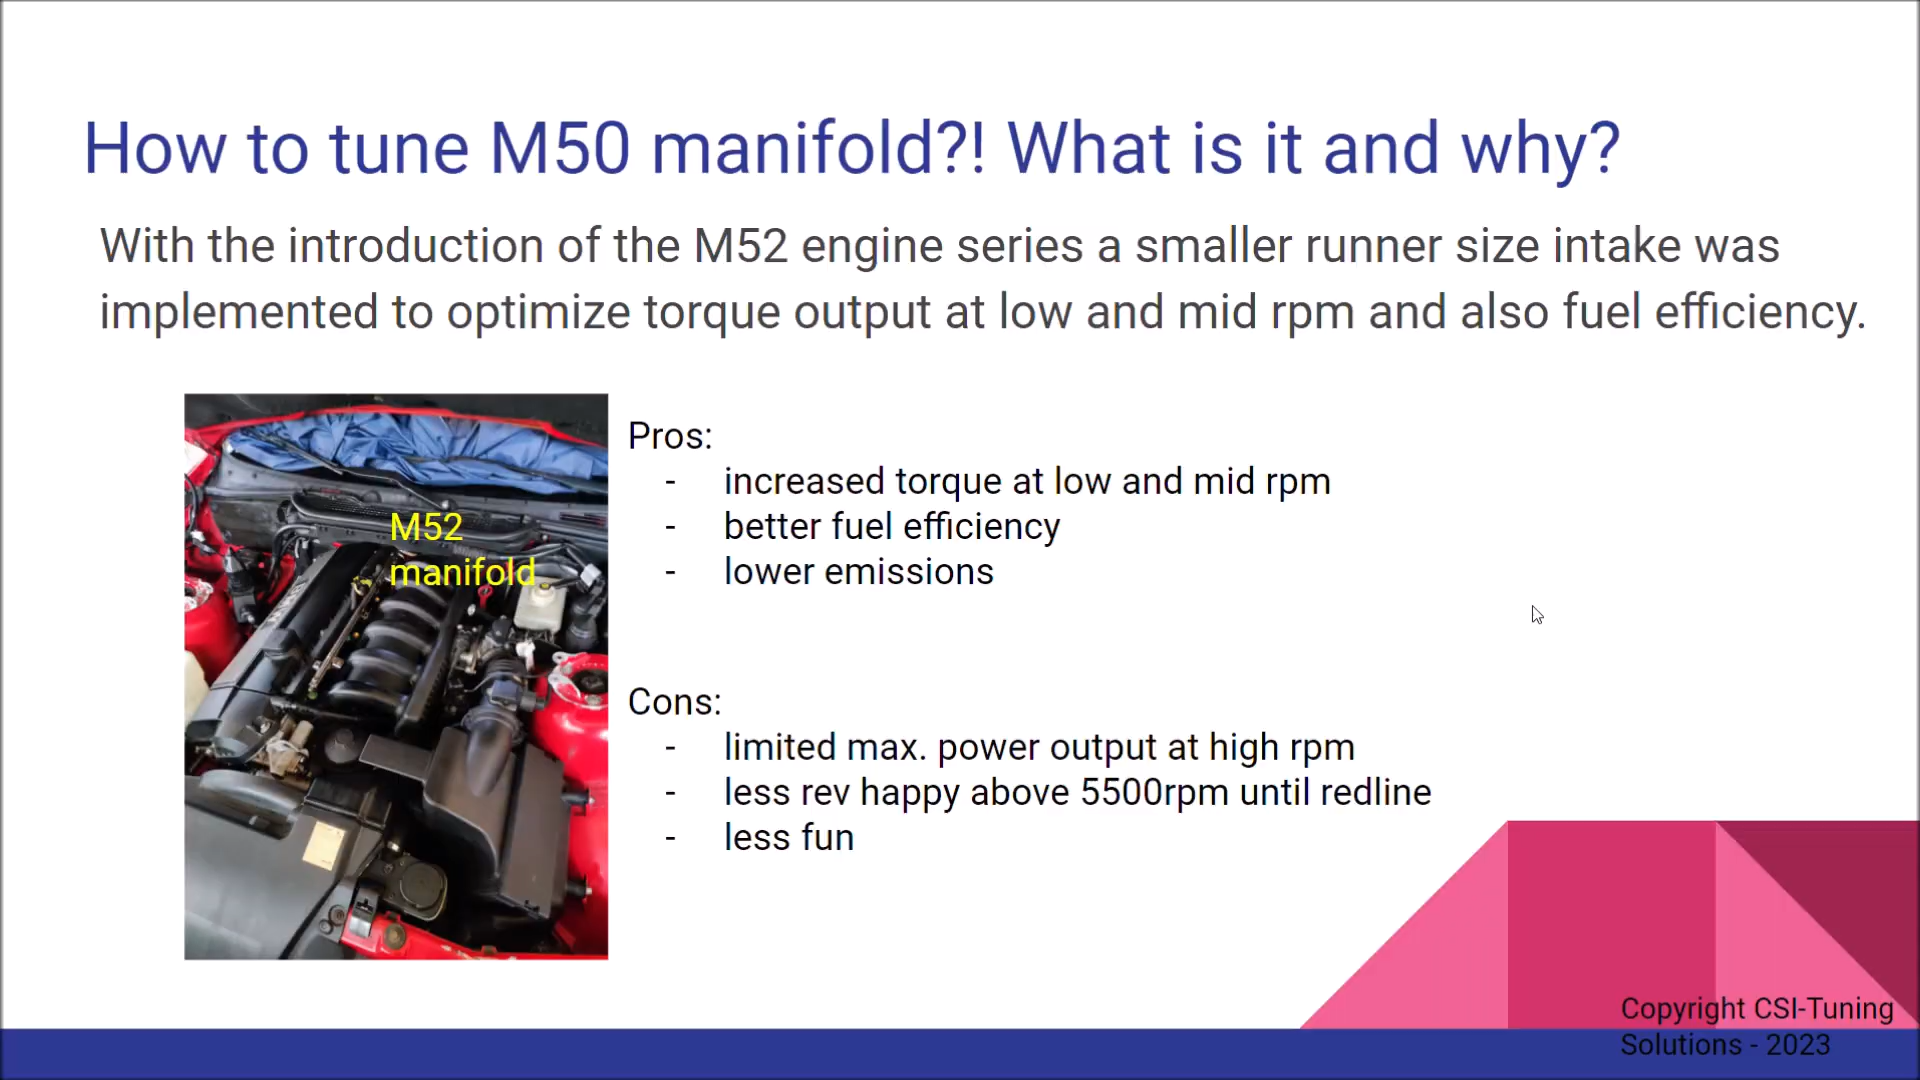 How to tune M50 manifold?! What is it and why?
With the introduction of the M52 engine series a smaller runner size intake was
implemented to optimize torque output at low and mid rpm and also fuel efficiency.
M52
manifold
Pros:
- increased torque at low and mid rpm
- better fuel efficiency
- lower emissions
Cons:
- limited max. power output at high rpm
- less rev happy above 5500rpm until redline
- less fun
Copyright CSI-Tuning
Solutions - 2023